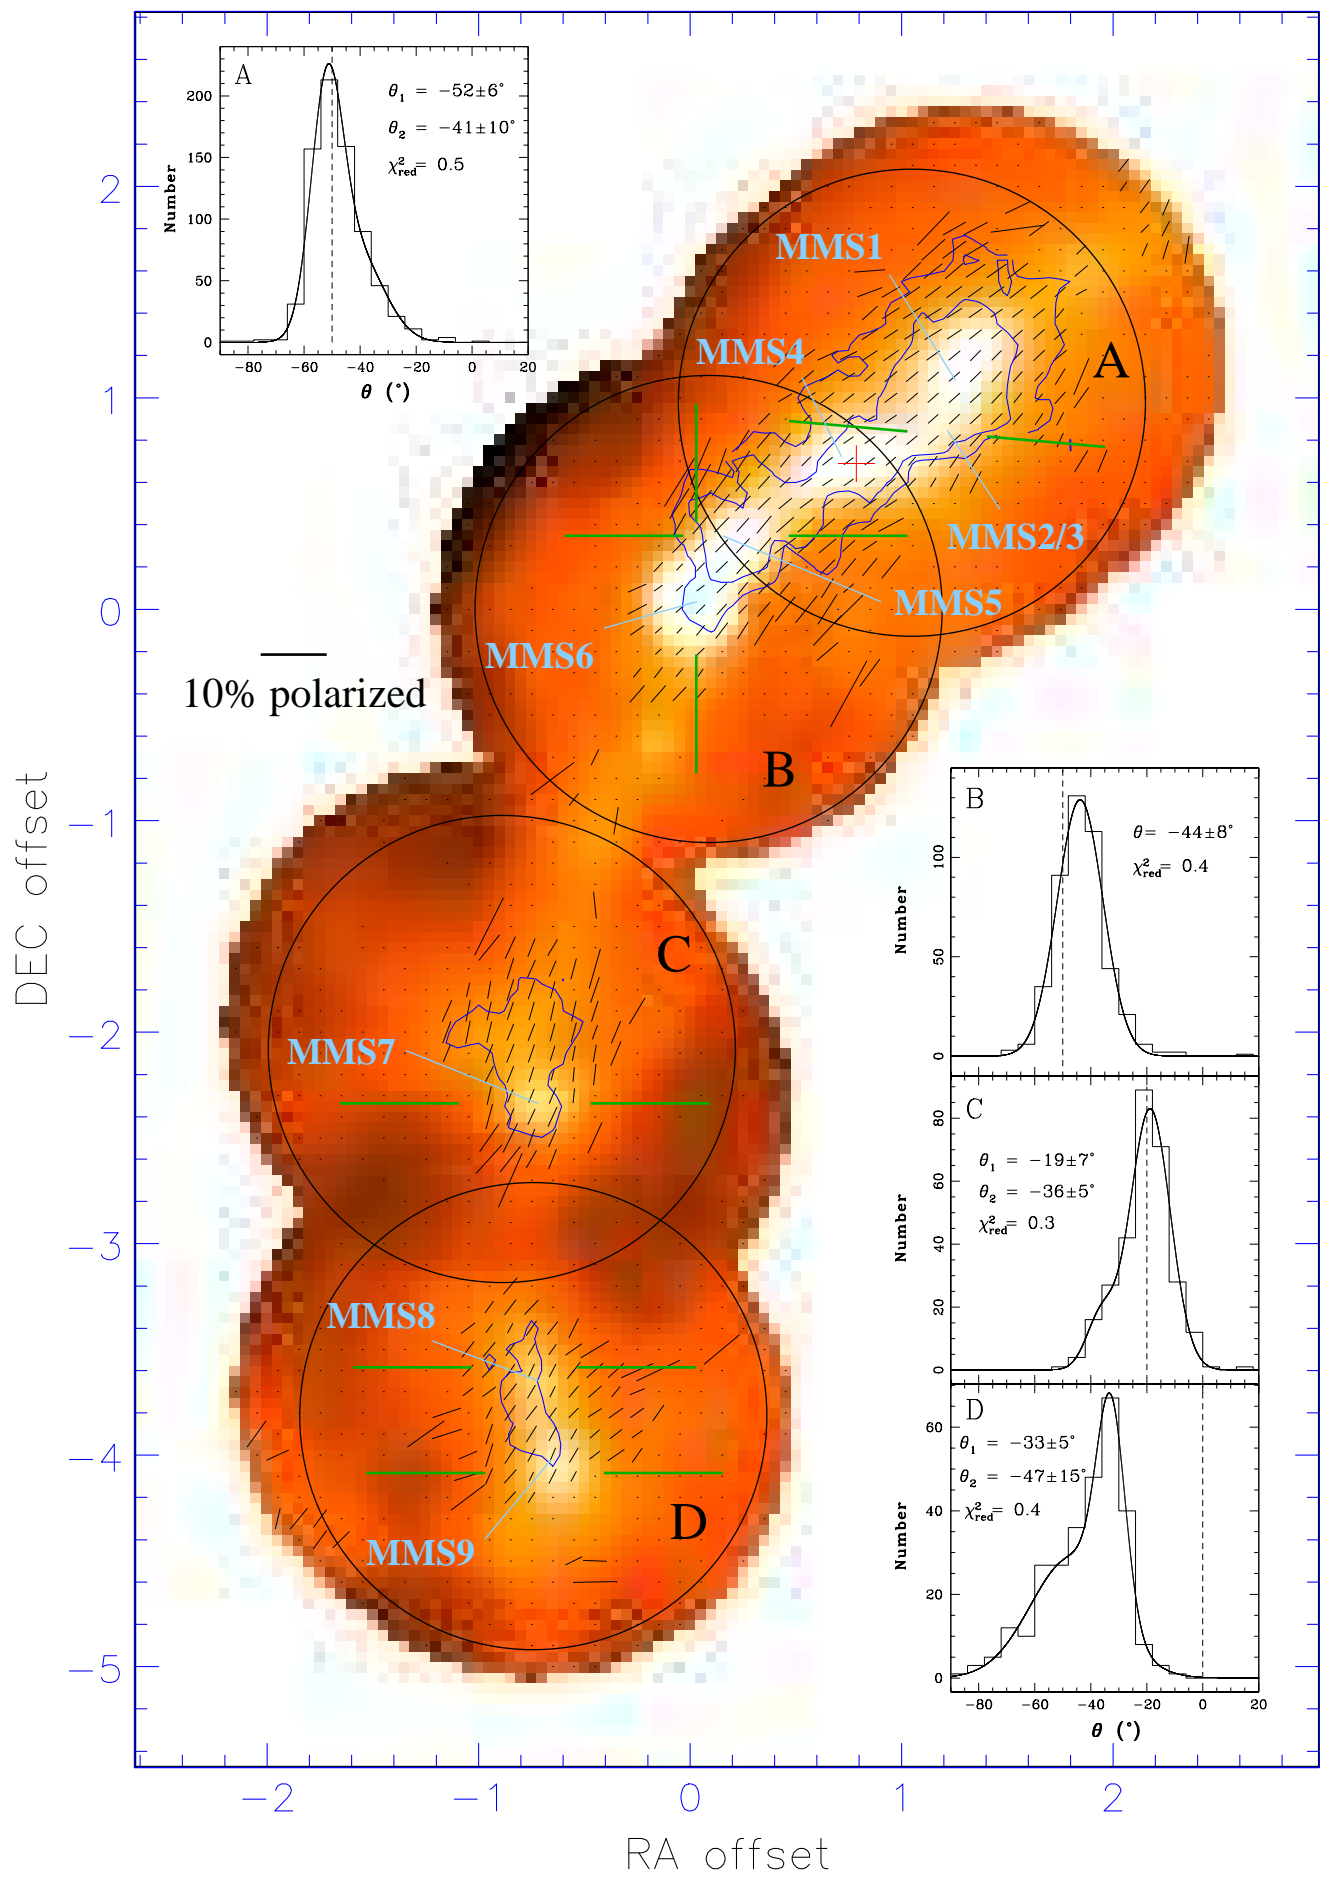 A
θ1 = −52±6°
θ2 = −41±10°
χ²red= 0.5
Number
200
150
100
50
0
−80 −60 −40 −20 0 20
θ (°)
2
1
0
−1
−2
−3
−4
−5
DEC offset
MMS1
MMS4
A
MMS2/3
MMS5
MMS6
10% polarized
B
C
MMS7
MMS8
D
MMS9
B
θ= −44±8°
χ²red= 0.4
Number
100
50
0
C
θ1 = −19±7°
θ2 = −36±5°
χ²red= 0.3
Number
80
60
40
20
0
D
θ1 = −33±5°
θ2 = −47±15°
χ²red= 0.4
Number
60
40
20
0
−80 −60 −40 −20 0 20
θ (°)
−2 −1 0 1 2
RA offset